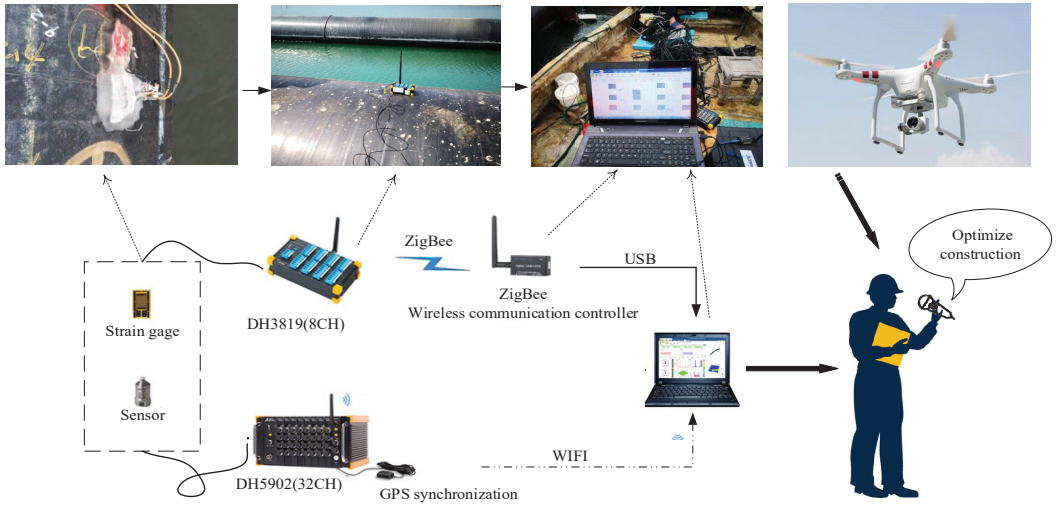 ZigBee
Optimize
construction
USB
ZigBee
Wireless communication controller
DH3819(8CH)
Strain gage
Sensor
WIFI
DH5902(32CH)
GPS synchronization